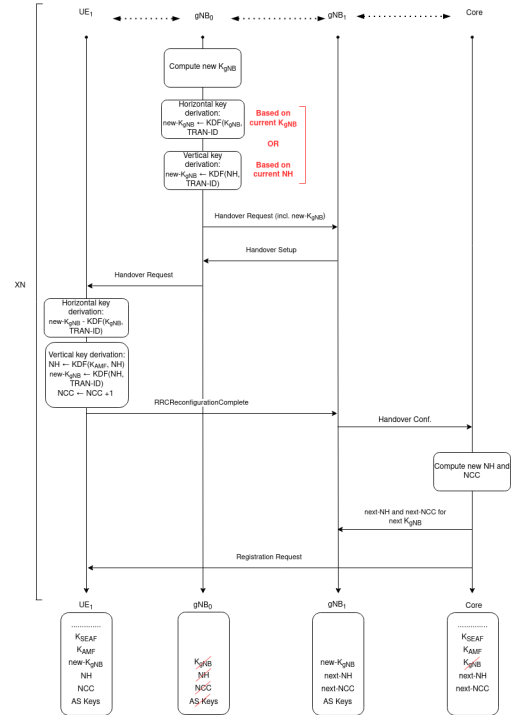 UE1 gNB0 gNB1 Core
Compute new KgNB
Horizontal key
derivation:
new-KgNB ← KDF(KgNB,
TRAN-ID
Based on
current KgNB
OR
Vertical key
derivation:
new-KgNB ← KDF(NH,
TRAN-ID)
Based on
current NH
Handover Request (incl. new-KgNB)
Handover Setup
Handover Request
XN
Horizontal key
derivation:
new-KgNB - KDF(KgNB,
TRAN-ID)
Vertical key derivation:
NH ← KDF(KAMF, NH)
new-KgNB ← KDF(NH,
TRAN-ID)
NCC ← NCC +1
RRCReconfigurationComplete
Handover Conf.
Compute new NH and
NCC
next-NH and next-NCC for
next KgNB
Registration Request
UE1 gNB0 gNB1 Core
..............
KSEAF
KAMF
new-KgNB
NH
NCC
AS Keys
KgNB
NH
NCC
AS Keys
new-KgNB
next-NH
next-NCC
AS Keys
..............
KSEAF
KAMF
KgNB
next-NH
next-NCC